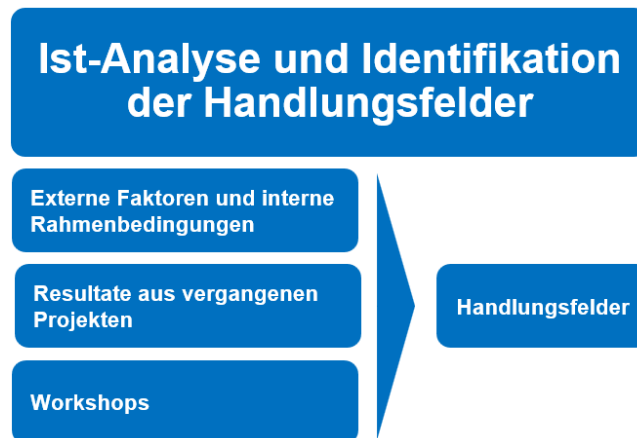 Ist-Analyse und Identifikation
der Handlungsfelder
Externe Faktoren und interne
Rahmenbedingungen
Resultate aus vergangenen
Projekten
Workshops
Handlungsfelder